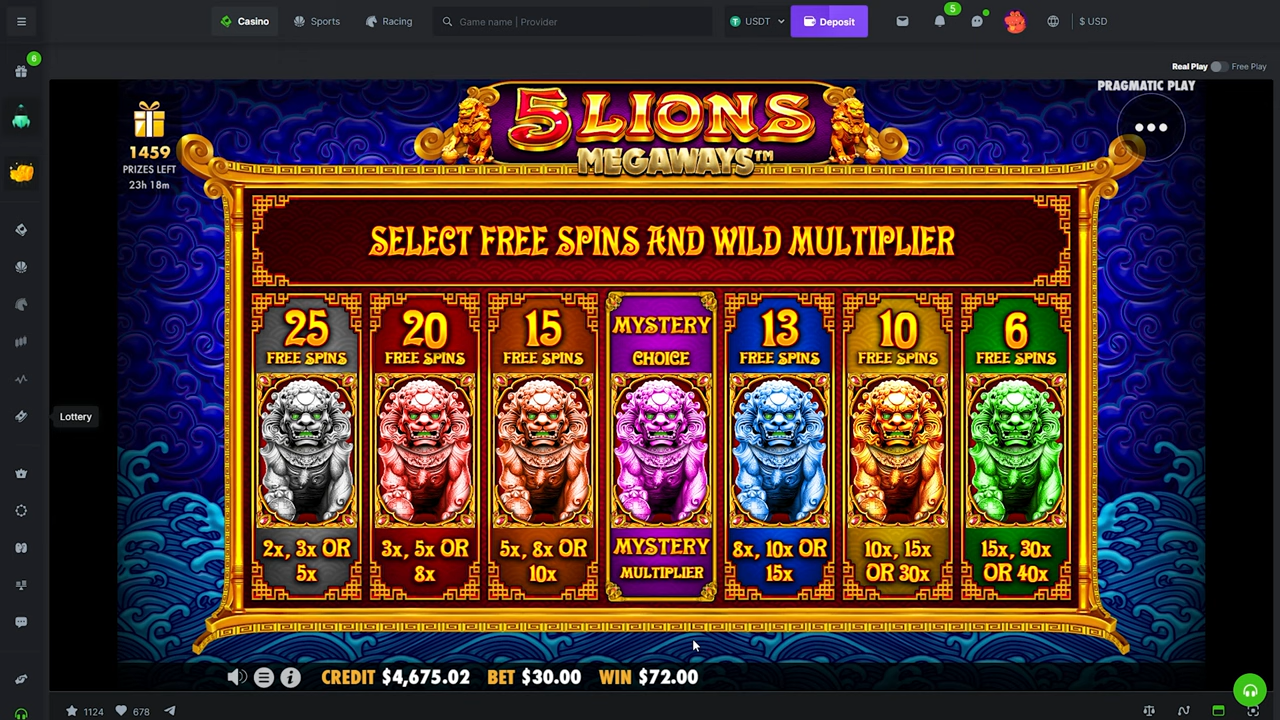 Casino
Sports
Racing
Game name | Provider
USDT
Deposit
5
$ USD
6
Real Play
Free Play
PRAGMATIC PLAY
5 LIONS
MEGAWAYS™
1459
PRIZES LEFT
23h 18m
SELECT FREE SPINS AND WILD MULTIPLIER
25
FREE SPINS
2x, 3x OR
5x
20
FREE SPINS
3x, 5x OR
8x
15
FREE SPINS
5x, 8x OR
10x
MYSTERY
CHOICE
MYSTERY
MULTIPLIER
13
FREE SPINS
8x, 10x OR
15x
10
FREE SPINS
10x, 15x
OR 30x
6
FREE SPINS
15x, 30x
OR 40x
Lottery
CREDIT $4,675.02 BET $30.00 WIN $72.00
1124
678